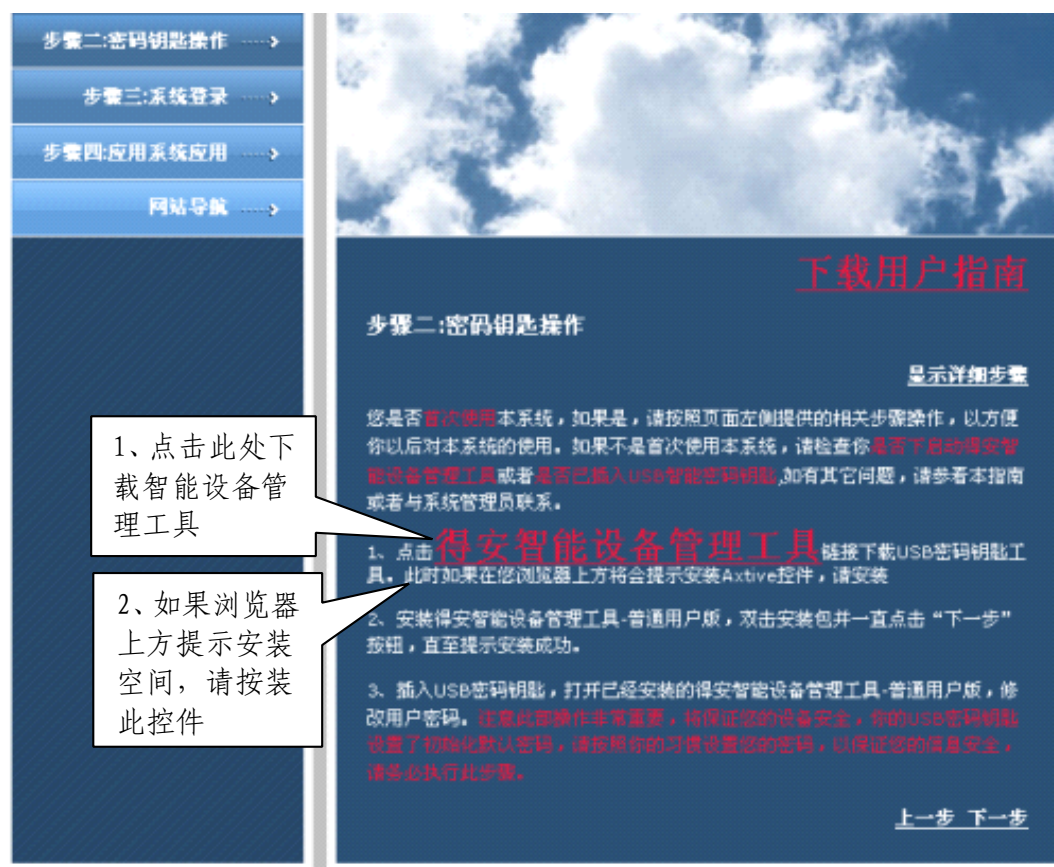 步骤二:密码钥匙操作
步骤三:系统登录
步骤四:应用系统应用
网站导航
下载用户指南
步骤二:密码钥匙操作
显示详细步骤
您是否首次使用本系统，如果是，请按照页面左侧提供的相关步骤操作，以方便
你以后对本系统的使用。如果不是首次使用本系统，请检查你是否下启动得安智
能设备管理工具或者是否已插入USB智能密码钥匙,如有其它问题，请参看本指南
或者与系统管理员联系。
1、点击得安智能设备管理工具链接下载USB密码钥匙工
具。此时如果在您浏览器上方将会提示安装Axtive控件，请安装
2、安装得安智能设备管理工具-普通用户版，双击安装包并一直点击“下一步”
按钮，直至提示安装成功。
3、插入USB密码钥匙，打开已经安装的得安智能设备管理工具-普通用户版，修
改用户密码。注意此部操作非常重要，将保证您的设备安全，你的USB密码钥匙
设置了初始化默认密码，请按照你的习惯设置您的密码，以保证您的信息安全，
请务必执行此步骤。
上一步 下一步
1、点击此处下
载智能设备管
理工具
2、如果浏览器
上方提示安装
空间，请按装
此控件